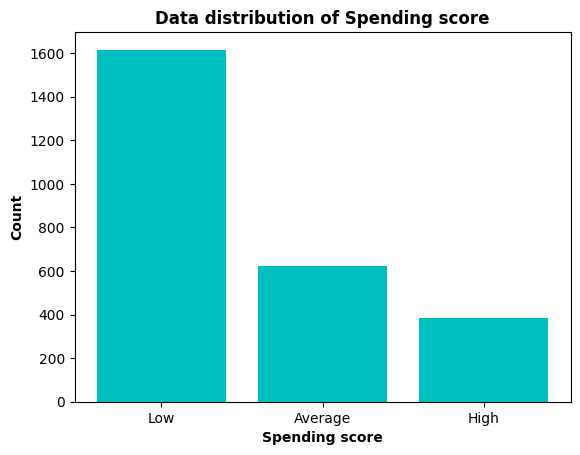 Data distribution of Spending score
1600
1400
1200
1000
800
600
400
200
0
Count
Low Average High
Spending score